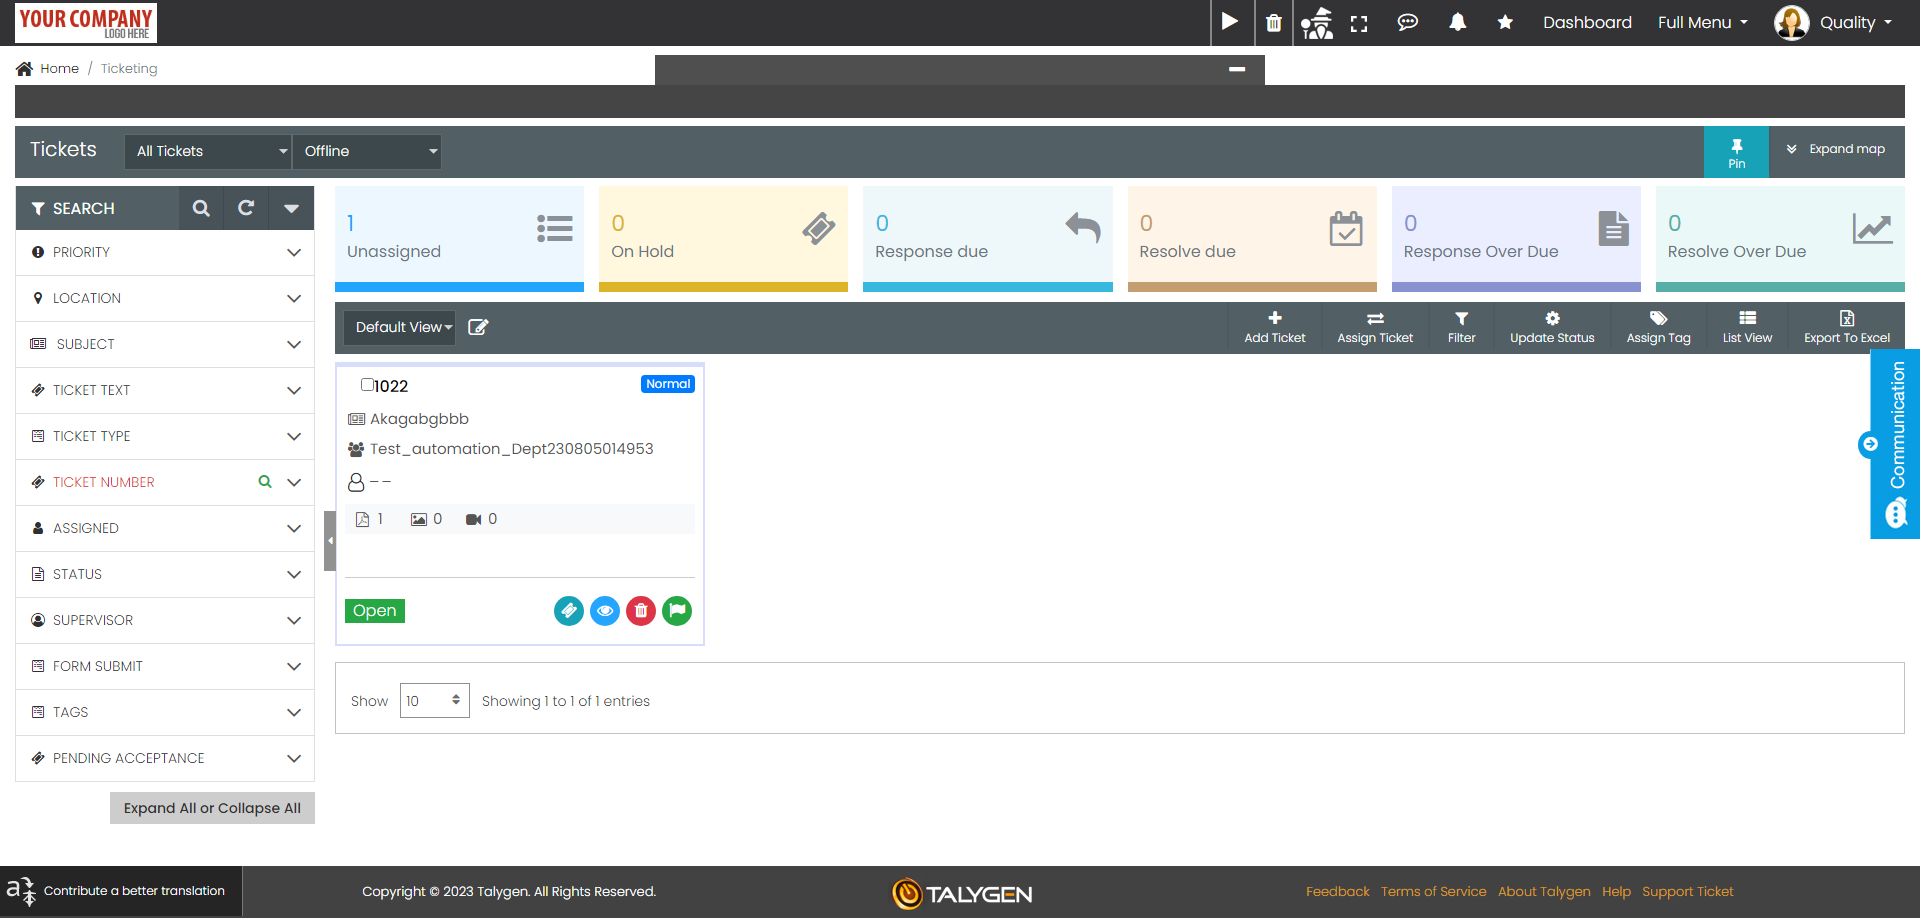 YOUR COMPANY
LOGO HERE
Dashboard
Full Menu
Quality
Home / Ticketing
Tickets
All Tickets
Offline
Pin
Expand map
SEARCH
PRIORITY
LOCATION
SUBJECT
TICKET TEXT
TICKET TYPE
TICKET NUMBER
ASSIGNED
STATUS
SUPERVISOR
FORM SUBMIT
TAGS
PENDING ACCEPTANCE
Expand All or Collapse All
1
Unassigned
0
On Hold
0
Response due
0
Resolve due
0
Response Over Due
0
Resolve Over Due
Default View
Add Ticket
Assign Ticket
Filter
Update Status
Assign Tag
List View
Export To Excel
1022
Normal
Akagabgbbb
Test_automation_Dept230805014953
– –
1 0 0
Open
Show 10 Showing 1 to 1 of 1 entries
Communication
Contribute a better translation
Copyright © 2023 Talygen. All Rights Reserved.
TALYGEN
Feedback Terms of Service About Talygen Help Support Ticket